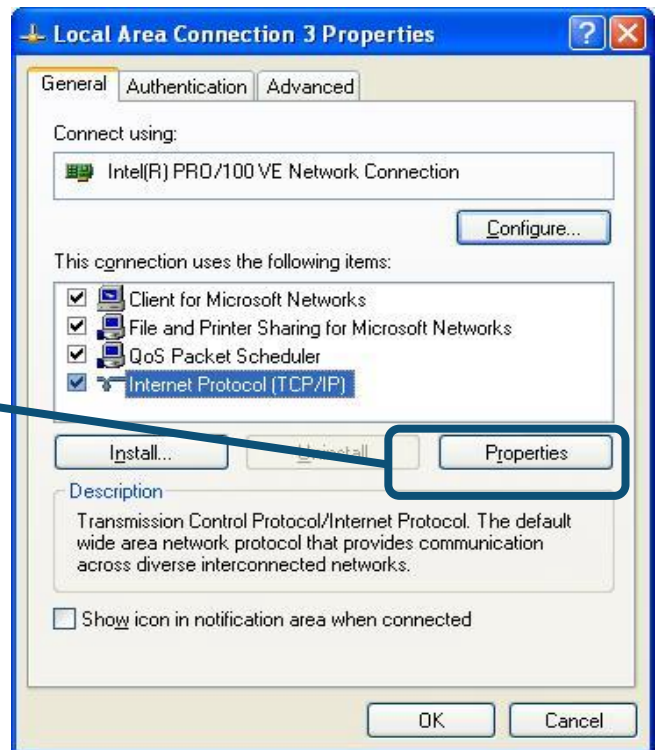 Local Area Connection 3 Properties
General Authentication Advanced
Connect using:
Intel(R) PRO/100 VE Network Connection
Configure...
This connection uses the following items:
Client for Microsoft Networks
File and Printer Sharing for Microsoft Networks
QoS Packet Scheduler
Internet Protocol (TCP/IP)
Install... Uninstall Properties
Description
Transmission Control Protocol/Internet Protocol. The default
wide area network protocol that provides communication
across diverse interconnected networks.
Show icon in notification area when connected
OK Cancel